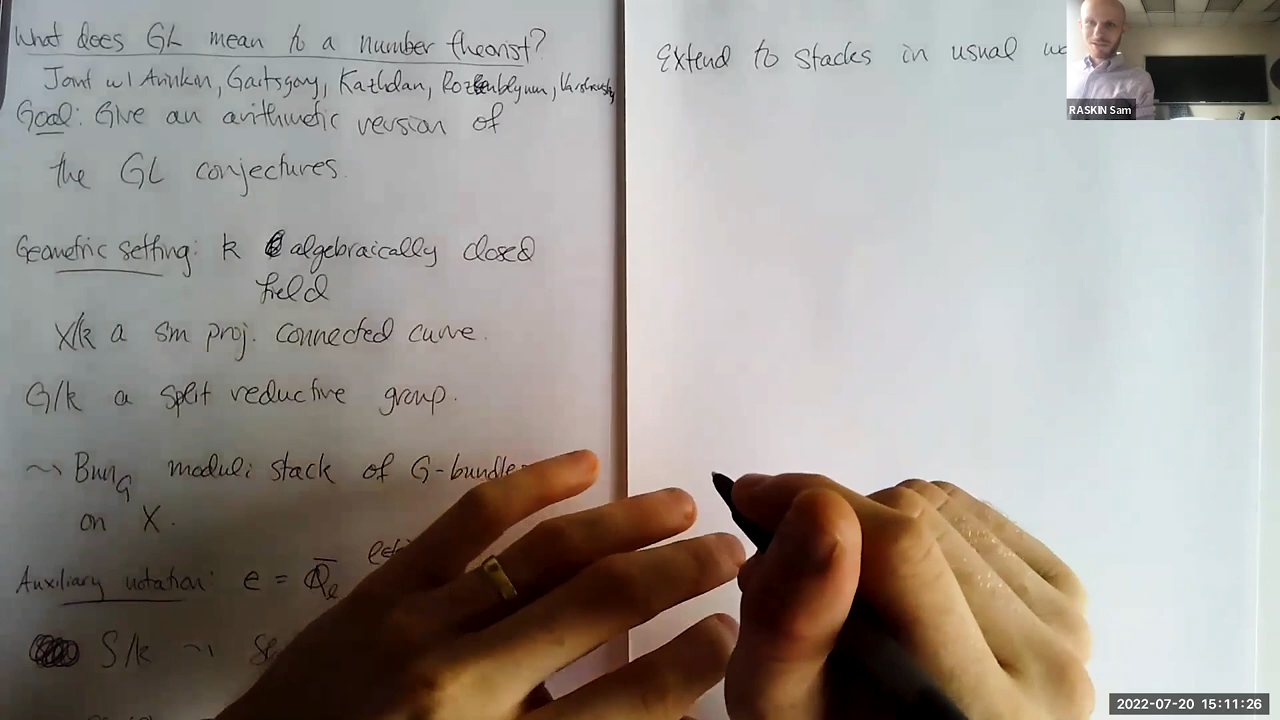 What does GL mean to a number theorist?
Joint w/ Arinkin, Gaitsgory, Kazhdan, Rozenblyum, Varshavsky
Goal: Give an arithmetic version of
the GL conjectures.
Geometric setting: k algebraically closed
field
X/k a sm proj. connected curve.
G/k a split reductive group.
~> Bun_G moduli stack of G-bundles
on X.
Auxiliary notation: e = \overline{Q}_ℓ
S/k ~>
Extend to stacks in usual
RASKIN Sam
2022-07-20 15:11:26